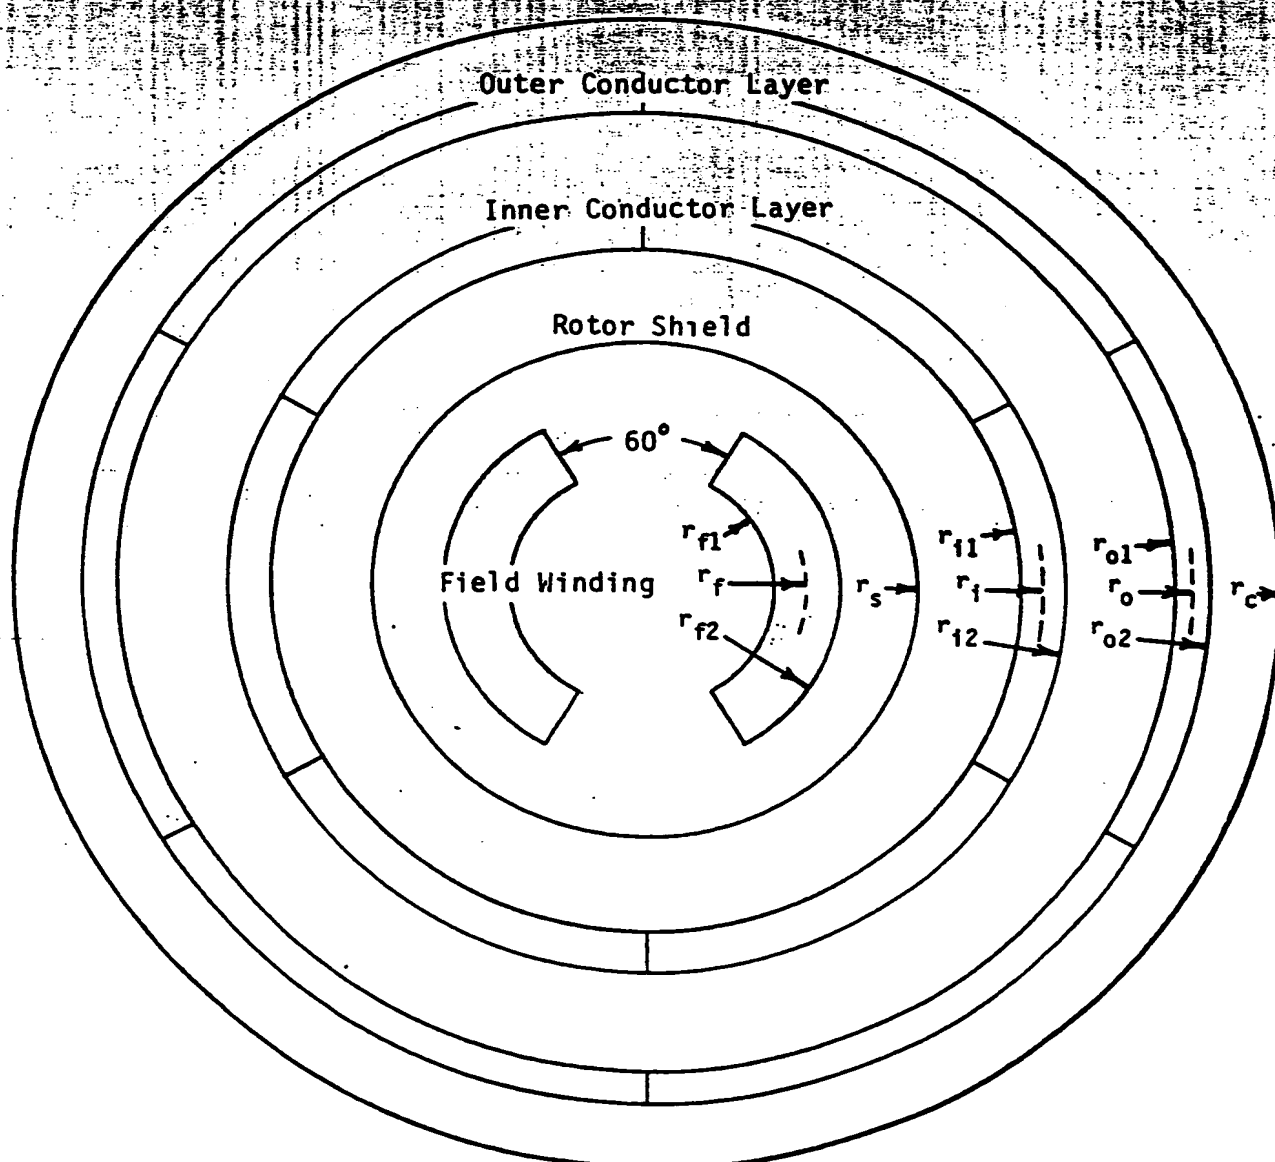 Outer Conductor Layer
Inner Conductor Layer
Rotor Shield
60°
r_f1
r_i1
r_o1
Field Winding
r_f
r_s
r_i
r_o
r_c
r_f2
r_i2
r_o2